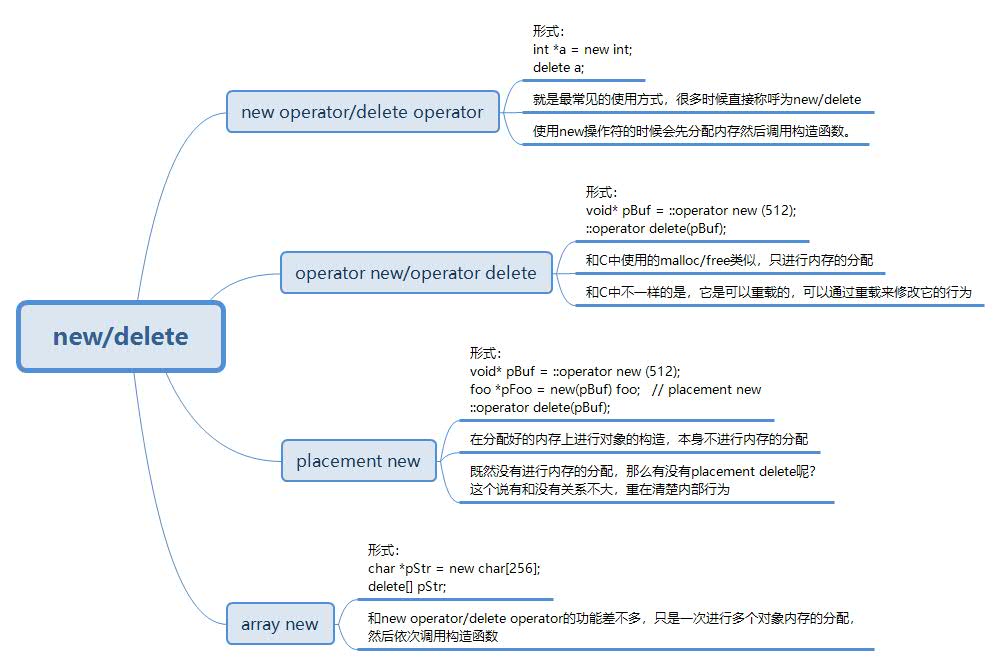 new/delete
new operator/delete operator
形式：
int *a = new int;
delete a;
就是最常见的使用方式，很多时候直接称呼为new/delete
使用new操作符的时候会先分配内存然后调用构造函数。
operator new/operator delete
形式：
void* pBuf = ::operator new (512);
::operator delete(pBuf);
和C中使用的malloc/free类似，只进行内存的分配
和C中不一样的是，它是可以重载的，可以通过重载来修改它的行为
placement new
形式：
void* pBuf = ::operator new (512);
foo *pFoo = new(pBuf) foo;   // placement new
::operator delete(pBuf);
在分配好的内存上进行对象的构造，本身不进行内存的分配
既然没有进行内存的分配，那么有没有placement delete呢？
这个说有和没有关系不大，重在清楚内部行为
array new
形式：
char *pStr = new char[256];
delete[] pStr;
和new operator/delete operator的功能差不多，只是一次进行多个对象内存的分配，
然后依次调用构造函数